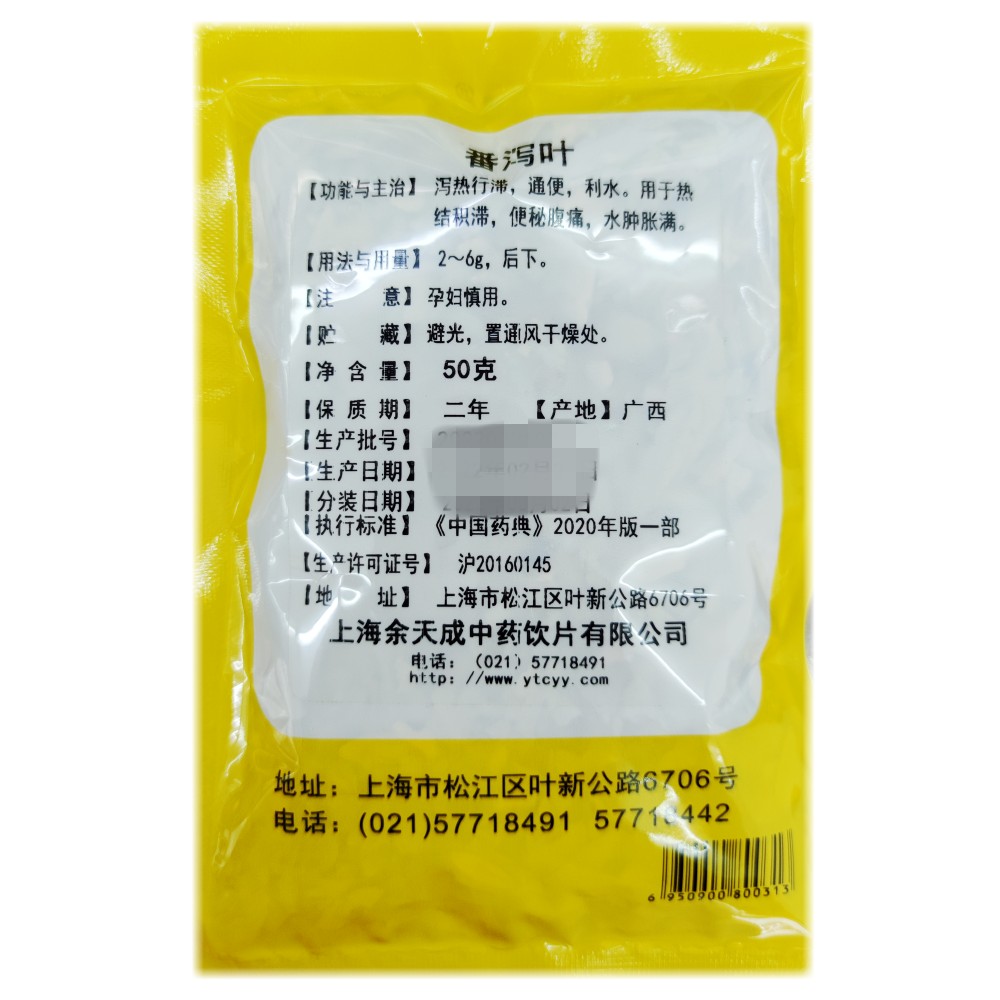 番泻叶
【功能与主治】 泻热行滞，通便，利水。用于热
结积滞，便秘腹痛，水肿胀满。
【用法与用量】 2～6g，后下。
【注 意】 孕妇慎用。
【贮 藏】 避光，置通风干燥处。
【净 含 量】 50克
【保 质 期】 二年 【产地】广西
【生产批号】
【生产日期】
【分装日期】
【执行标准】 《中国药典》2020年版一部
【生产许可证号】 沪20160145
【地 址】 上海市松江区叶新公路6706号
上海余天成中药饮片有限公司
电话：（021）57718491
http：//www.ytcyy.com
地址：上海市松江区叶新公路6706号
电话：(021)57718491 57718442
6 950900 800313